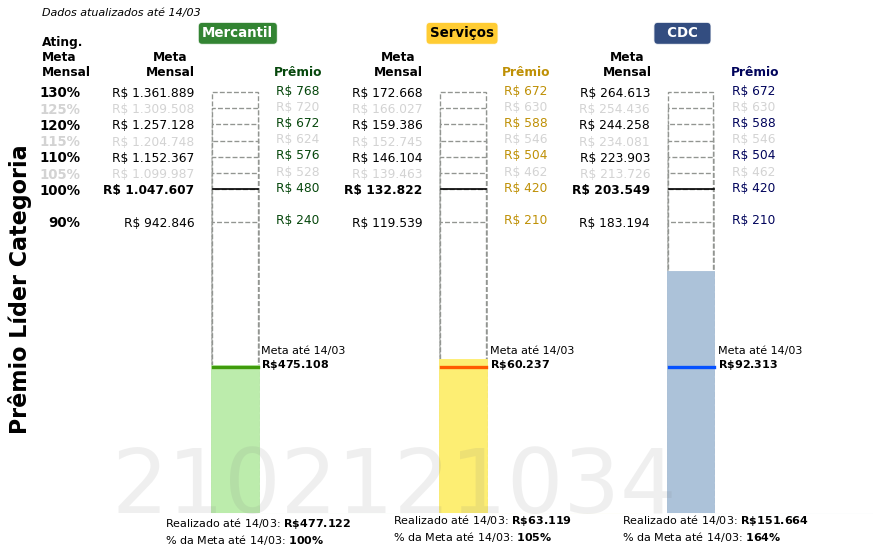 Dados atualizados até 14/03
Mercantil Serviços CDC
Ating.
Meta Meta Meta Meta
Mensal Mensal Prêmio Mensal Prêmio Mensal Prêmio
130% R$ 1.361.889 R$ 768 R$ 172.668 R$ 672 R$ 264.613 R$ 672
125% R$ 1.309.508 R$ 720 R$ 166.027 R$ 630 R$ 254.436 R$ 630
120% R$ 1.257.128 R$ 672 R$ 159.386 R$ 588 R$ 244.258 R$ 588
115% R$ 1.204.748 R$ 624 R$ 152.745 R$ 546 R$ 234.081 R$ 546
110% R$ 1.152.367 R$ 576 R$ 146.104 R$ 504 R$ 223.903 R$ 504
105% R$ 1.099.987 R$ 528 R$ 139.463 R$ 462 R$ 213.726 R$ 462
100% R$ 1.047.607 R$ 480 R$ 132.822 R$ 420 R$ 203.549 R$ 420
90% R$ 942.846 R$ 240 R$ 119.539 R$ 210 R$ 183.194 R$ 210
Prêmio Líder Categoria
Meta até 14/03 Meta até 14/03 Meta até 14/03
R$475.108 R$60.237 R$92.313
2102121034
Realizado até 14/03: R$477.122 Realizado até 14/03: R$63.119 Realizado até 14/03: R$151.664
% da Meta até 14/03: 100% % da Meta até 14/03: 105% % da Meta até 14/03: 164%